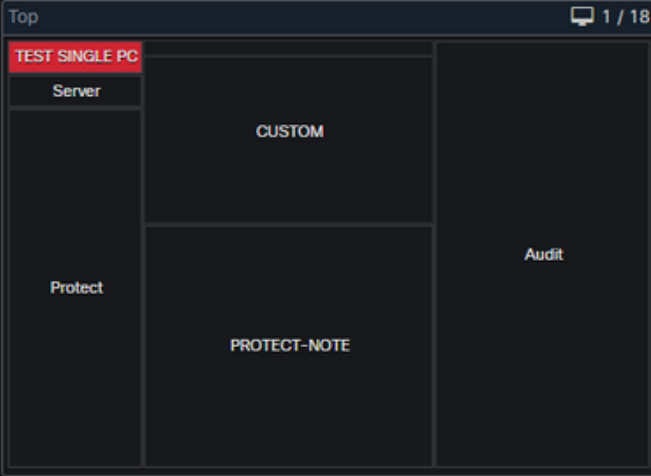 Top
1 / 18
TEST SINGLE PC
Server
CUSTOM
Audit
Protect
PROTECT-NOTE